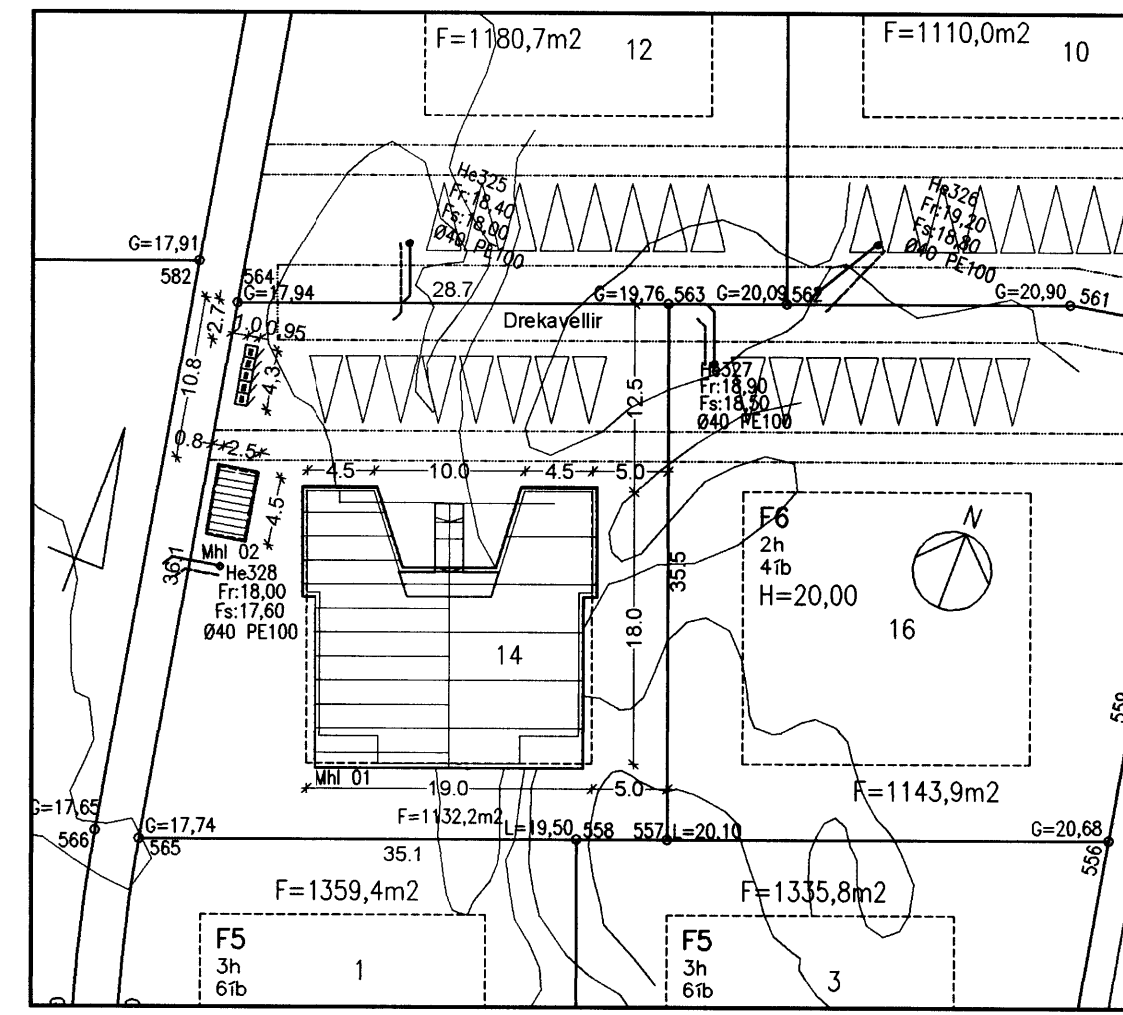 F=1180,7m2
12
F=1110,0m2
10
He325
Fr:18,40
Fs:18,00
Ø40 PE100
He326
Fr:19,20
Fs:18,80
Ø40 PE100
G=17,91
582
564
G=17,94
28.7
G=19,76
563
G=20,09
562
G=20,90
561
Drekavellir
2.7
1.0
0.95
10.8
4,34
12.5
He327
Fr:18,90
Fs:18,50
Ø40 PE100
0.8
2.5
4.5
10.0
4.5
5.0
4.5
Mhl 02
36,1
He328
Fr:18,00
Fs:17,60
Ø40 PE100
F6
2h
4íb
H=20,00
N
16
35.5
18.0
14
559
Mhl 01
19.0
5.0
F=1143,9m2
G=17,65
566
G=17,74
565
F=1132,2m2
L=19,50
558
557
L=20,10
G=20,68
556
35.1
F=1359,4m2
F=1335,8m2
F5
3h
6íb
1
F5
3h
6íb
3